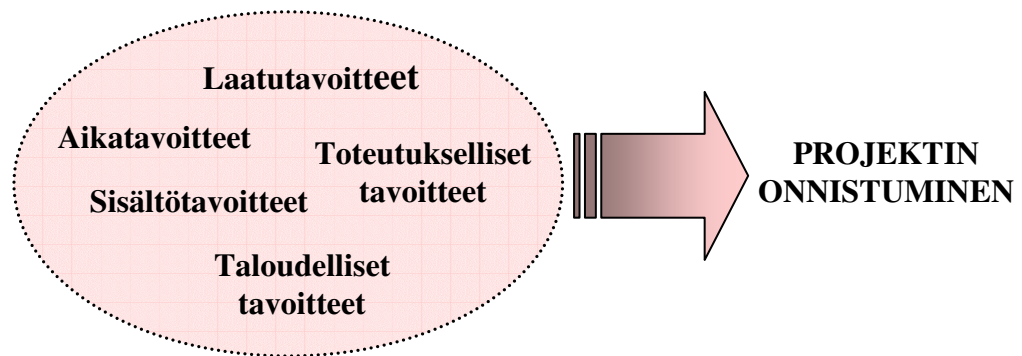 Laatutavoitteet
Aikatavoitteet
Toteutukselliset
tavoitteet
Sisältötavoitteet
Taloudelliset
tavoitteet
PROJEKTIN
ONNISTUMINEN